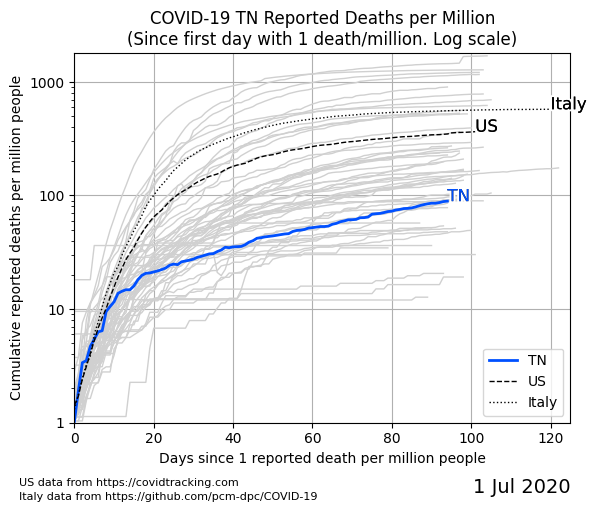 COVID-19 TN Reported Deaths per Million
(Since first day with 1 death/million. Log scale)
Cumulative reported deaths per million people
1000
100
10
1
Italy
US
TN
TN
US
Italy
0 20 40 60 80 100 120
Days since 1 reported death per million people
US data from https://covidtracking.com
Italy data from https://github.com/pcm-dpc/COVID-19
1 Jul 2020